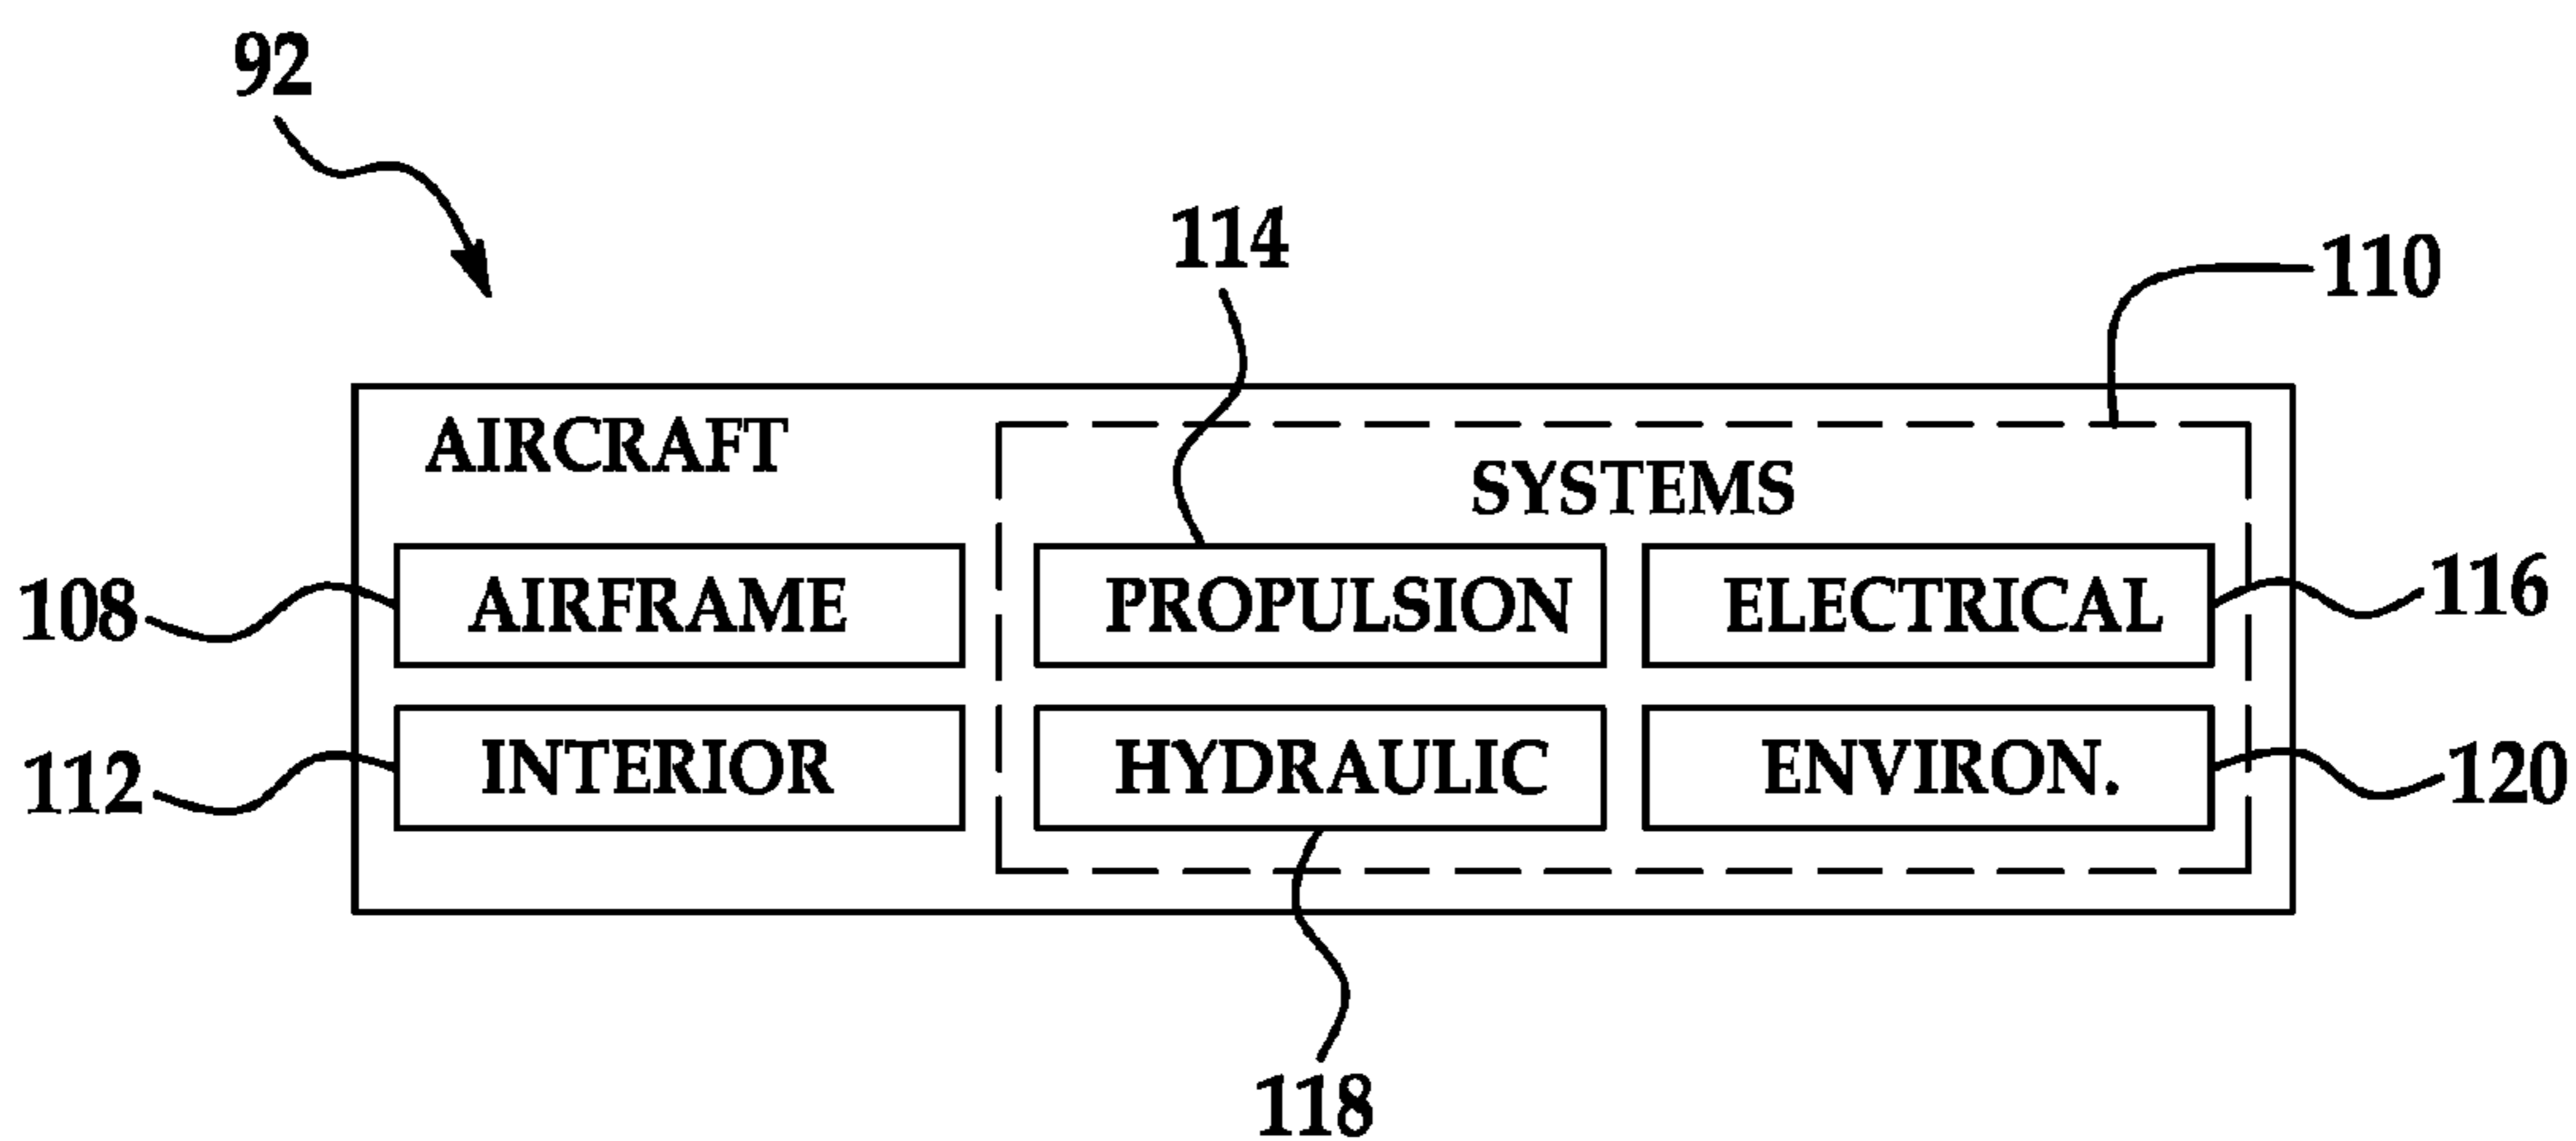 92
114
110
AIRCRAFT
SYSTEMS
108
AIRFRAME
PROPULSION
ELECTRICAL
116
112
INTERIOR
HYDRAULIC
ENVIRON.
120
118